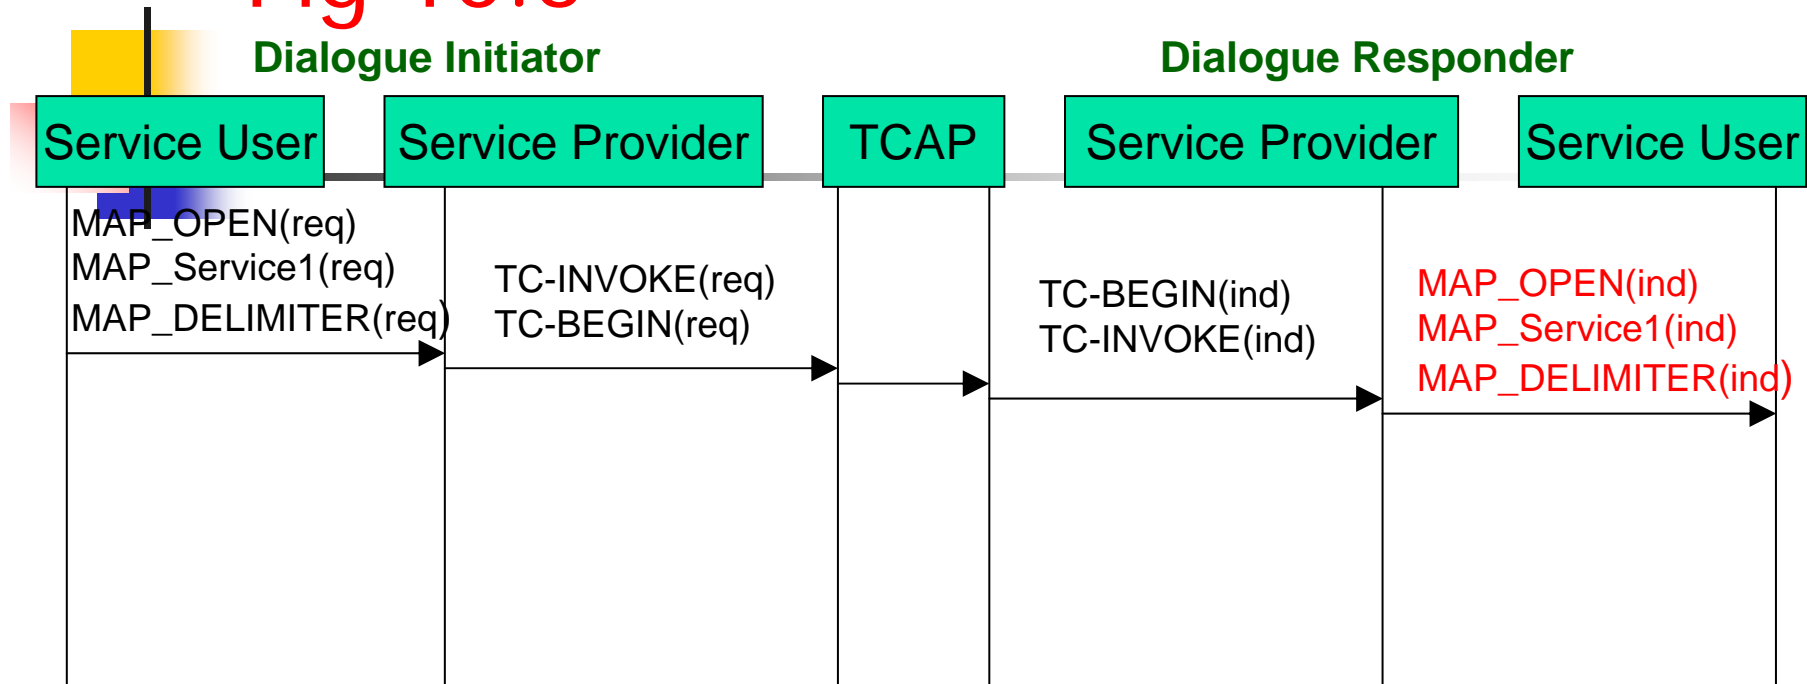 Dialogue Initiator
Dialogue Responder
Service User
Service Provider
TCAP
Service Provider
Service User
MAP_OPEN(req)
MAP_Service1(req)
MAP_DELIMITER(req)
TC-INVOKE(req)
TC-BEGIN(req)
TC-BEGIN(ind)
TC-INVOKE(ind)
MAP_OPEN(ind)
MAP_Service1(ind)
MAP_DELIMITER(ind)